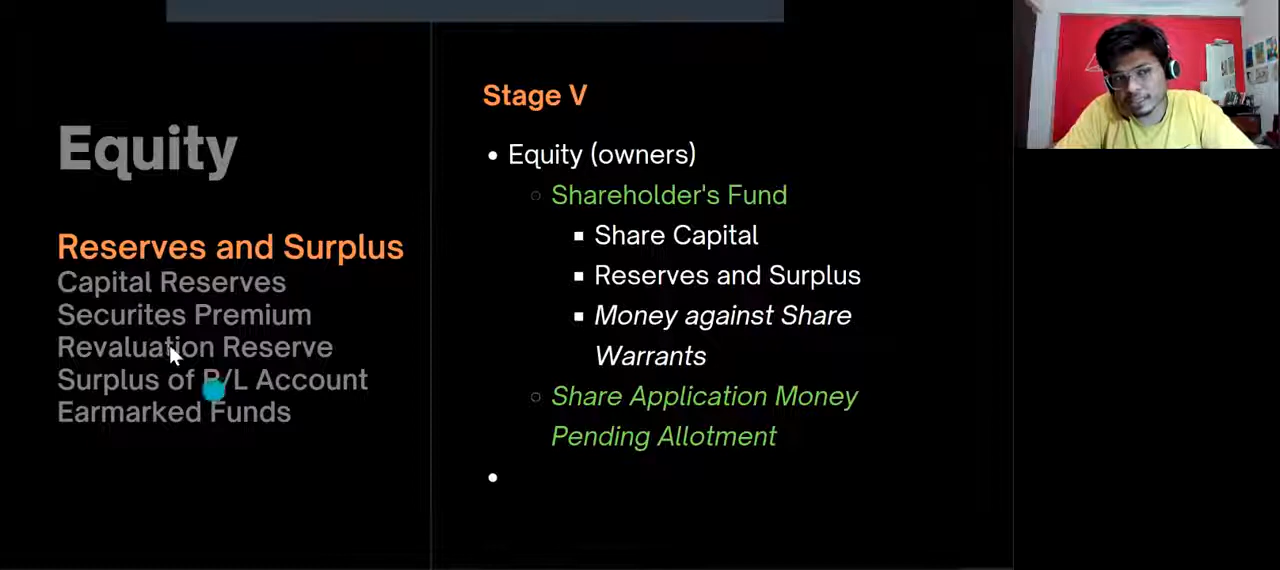 Equity
Reserves and Surplus
Capital Reserves
Securites Premium
Revaluation Reserve
Surplus of P/L Account
Earmarked Funds
Stage V
Equity (owners)
Shareholder's Fund
Share Capital
Reserves and Surplus
Money against Share
Warrants
Share Application Money
Pending Allotment